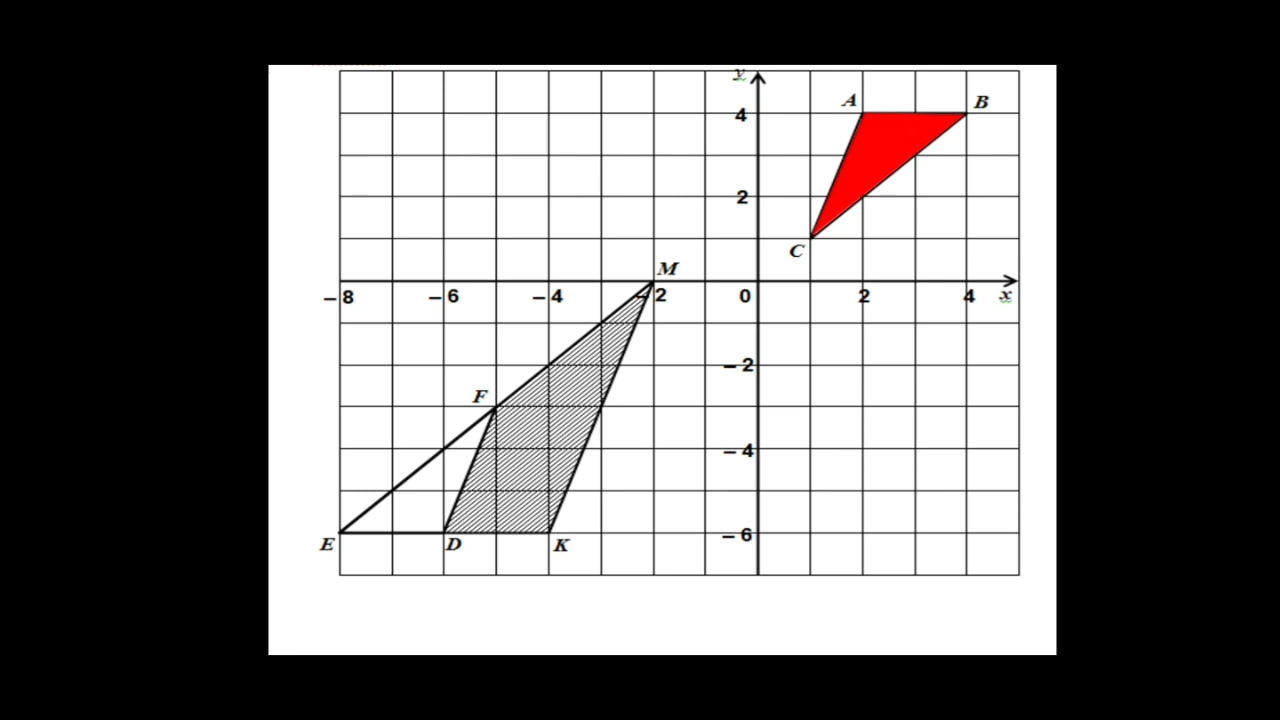 y
A B
4
2
C
M
– 8 – 6 – 4 – 2 0 2 4 x
– 2
F
– 4
– 6
E D K